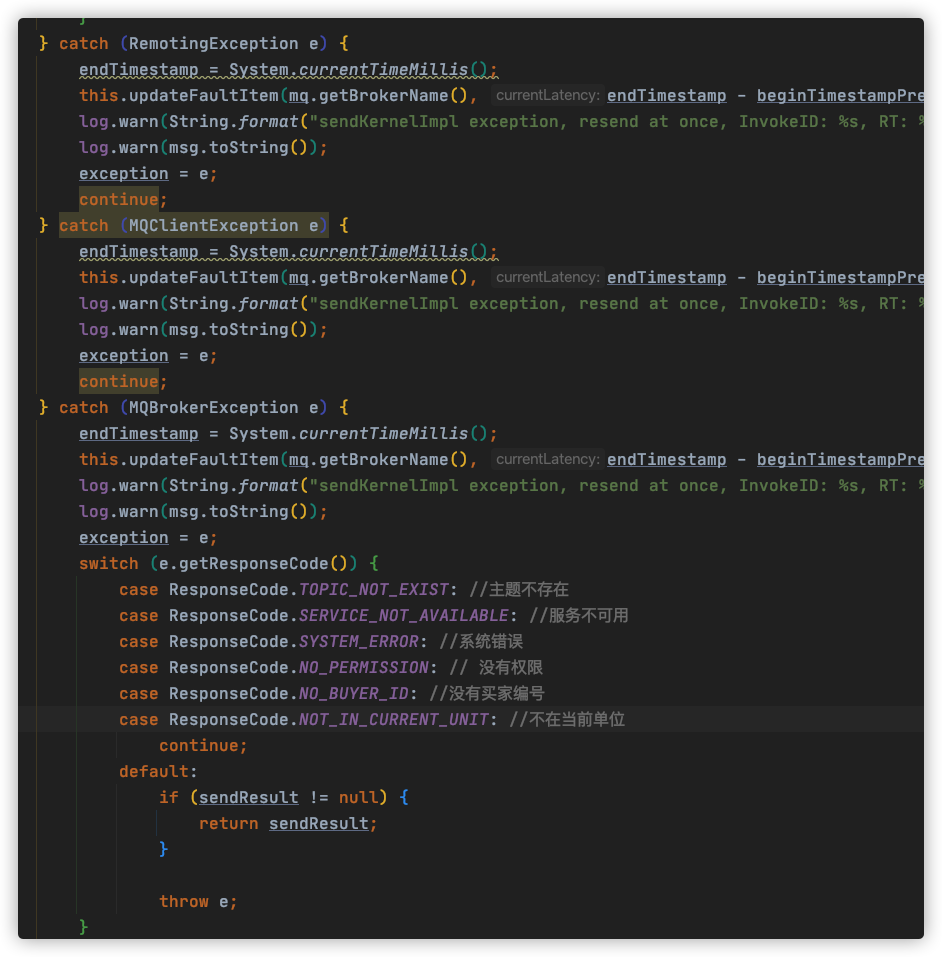 }
} catch (RemotingException e) {
endTimestamp = System.currentTimeMillis();
this.updateFaultItem(mq.getBrokerName(), currentLatency: endTimestamp - beginTimestampPre
log.warn(String.format("sendKernelImpl exception, resend at once, InvokeID: %s, RT: %
log.warn(msg.toString());
exception = e;
continue;
} catch (MQClientException e) {
endTimestamp = System.currentTimeMillis();
this.updateFaultItem(mq.getBrokerName(), currentLatency: endTimestamp - beginTimestampPre
log.warn(String.format("sendKernelImpl exception, resend at once, InvokeID: %s, RT: %
log.warn(msg.toString());
exception = e;
continue;
} catch (MQBrokerException e) {
endTimestamp = System.currentTimeMillis();
this.updateFaultItem(mq.getBrokerName(), currentLatency: endTimestamp - beginTimestampPre
log.warn(String.format("sendKernelImpl exception, resend at once, InvokeID: %s, RT: %
log.warn(msg.toString());
exception = e;
switch (e.getResponseCode()) {
case ResponseCode.TOPIC_NOT_EXIST: //主题不存在
case ResponseCode.SERVICE_NOT_AVAILABLE: //服务不可用
case ResponseCode.SYSTEM_ERROR: //系统错误
case ResponseCode.NO_PERMISSION: // 没有权限
case ResponseCode.NO_BUYER_ID: //没有买家编号
case ResponseCode.NOT_IN_CURRENT_UNIT: //不在当前单位
continue;
default:
if (sendResult != null) {
return sendResult;
}
throw e;
}